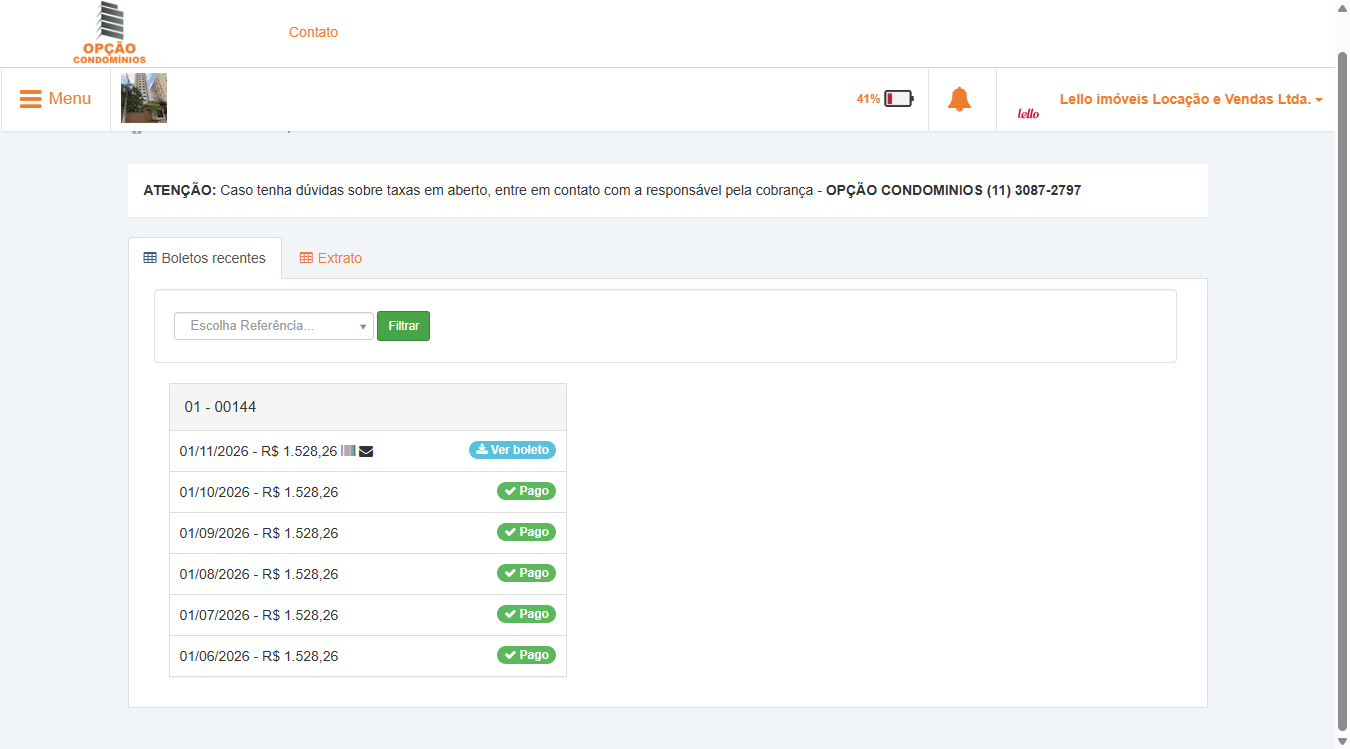 OPÇÃO
CONDOMÍNIOS
Contato
Menu
41%
lello
Lello imóveis Locação e Vendas Ltda.
ATENÇÃO: Caso tenha dúvidas sobre taxas em aberto, entre em contato com a responsável pela cobrança - OPÇÃO CONDOMINIOS (11) 3087-2797
Boletos recentes
Extrato
Escolha Referência...
Filtrar
01 - 00144
01/11/2026 - R$ 1.528,26 Ver boleto
01/10/2026 - R$ 1.528,26 Pago
01/09/2026 - R$ 1.528,26 Pago
01/08/2026 - R$ 1.528,26 Pago
01/07/2026 - R$ 1.528,26 Pago
01/06/2026 - R$ 1.528,26 Pago